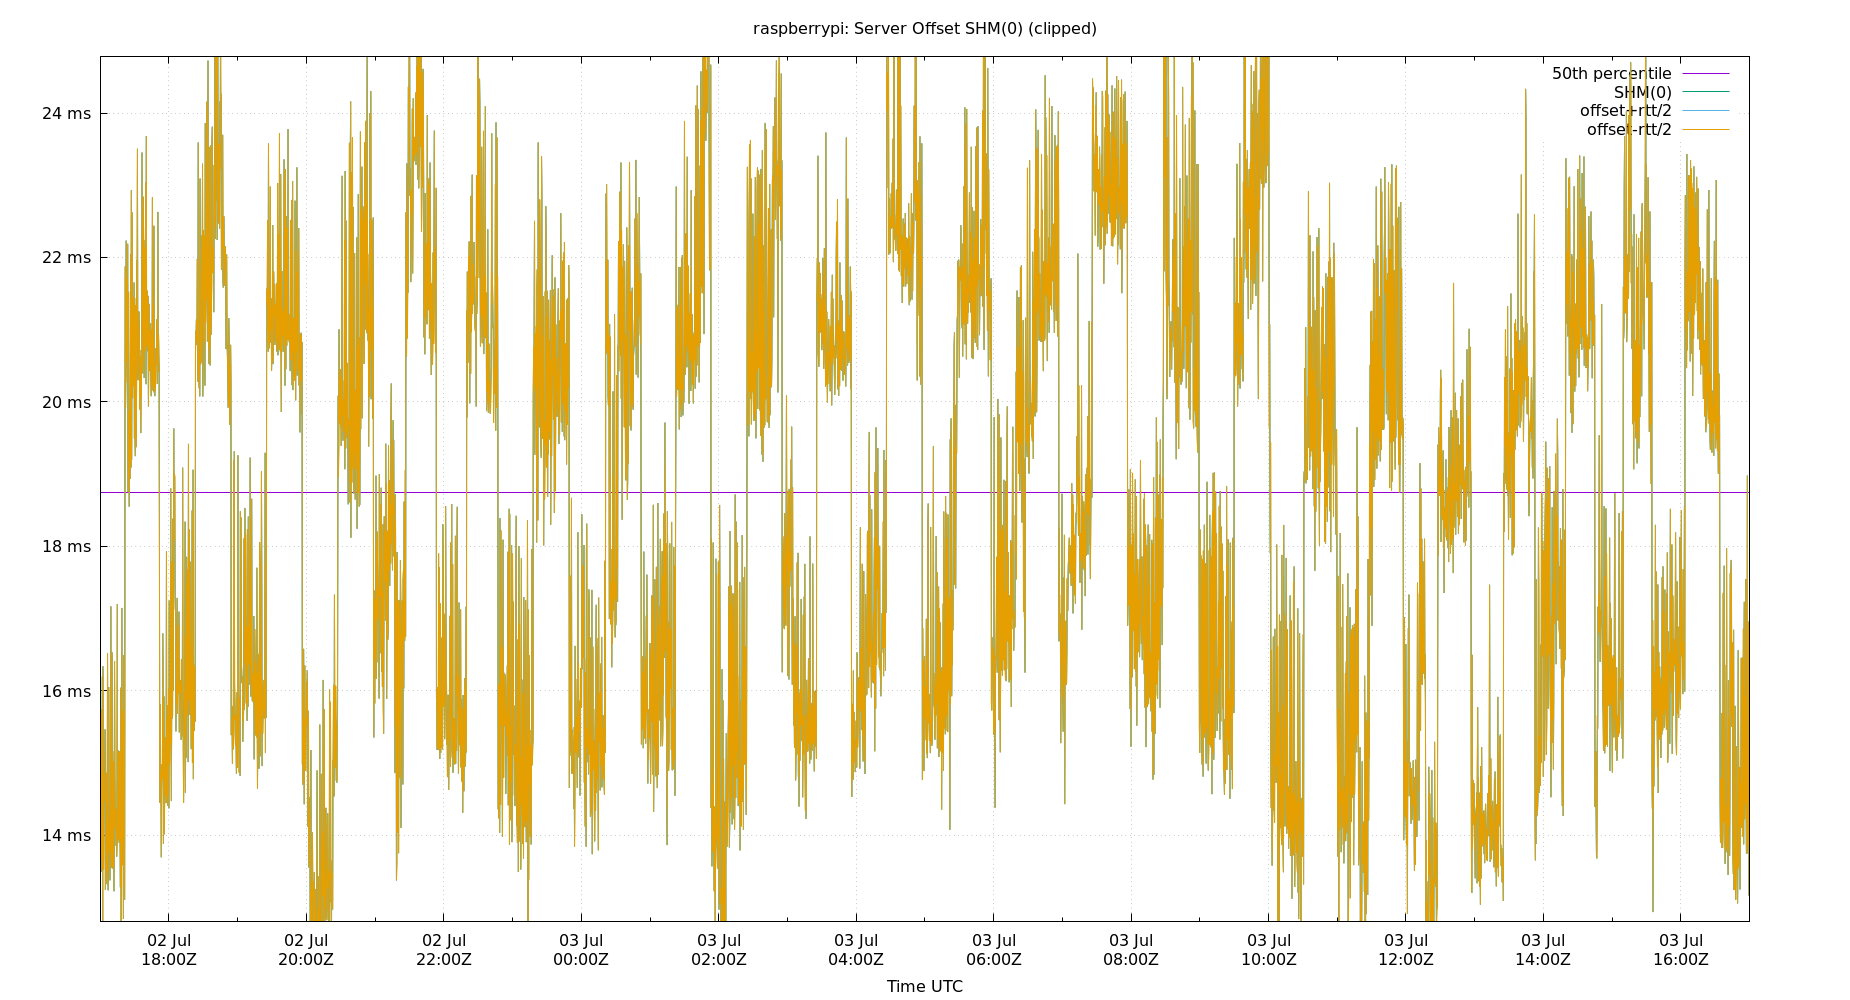 raspberrypi: Server Offset SHM(0) (clipped)
50th percentile
SHM(0)
offset+rtt/2
offset-rtt/2
24 ms
22 ms
20 ms
18 ms
16 ms
14 ms
02 Jul 02 Jul 02 Jul 03 Jul 03 Jul 03 Jul 03 Jul 03 Jul 03 Jul 03 Jul 03 Jul 03 Jul
18:00Z 20:00Z 22:00Z 00:00Z 02:00Z 04:00Z 06:00Z 08:00Z 10:00Z 12:00Z 14:00Z 16:00Z
Time UTC